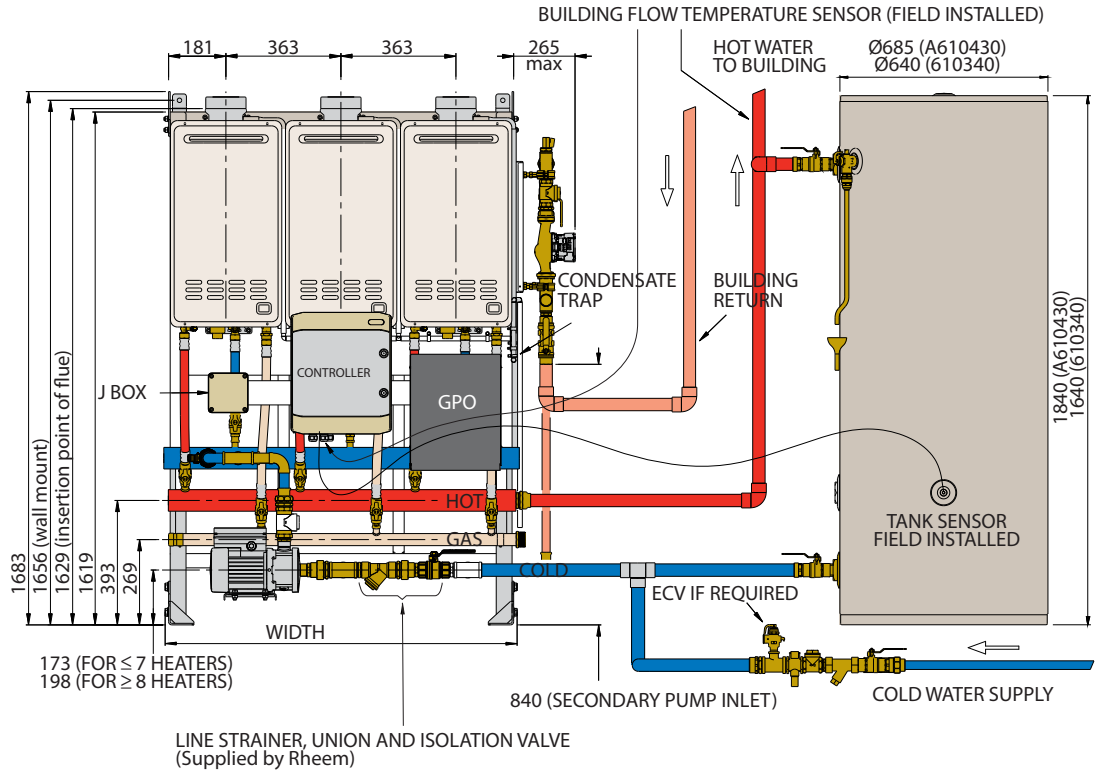 BUILDING FLOW TEMPERATURE SENSOR (FIELD INSTALLED)
181
363
363
265
max
HOT WATER
TO BUILDING
Ø685 (A610430)
Ø640 (610340)
CONDENSATE
TRAP
BUILDING
RETURN
J BOX
CONTROLLER
GPO
1683
1656 (wall mount)
1629 (insertion point of flue)
1619
393
269
1840 (A610430)
1640 (610340)
HOT
GAS
COLD
TANK SENSOR
FIELD INSTALLED
ECV IF REQUIRED
WIDTH
173 (FOR ≤ 7 HEATERS)
198 (FOR ≥ 8 HEATERS)
840 (SECONDARY PUMP INLET)
COLD WATER SUPPLY
LINE STRAINER, UNION AND ISOLATION VALVE
(Supplied by Rheem)